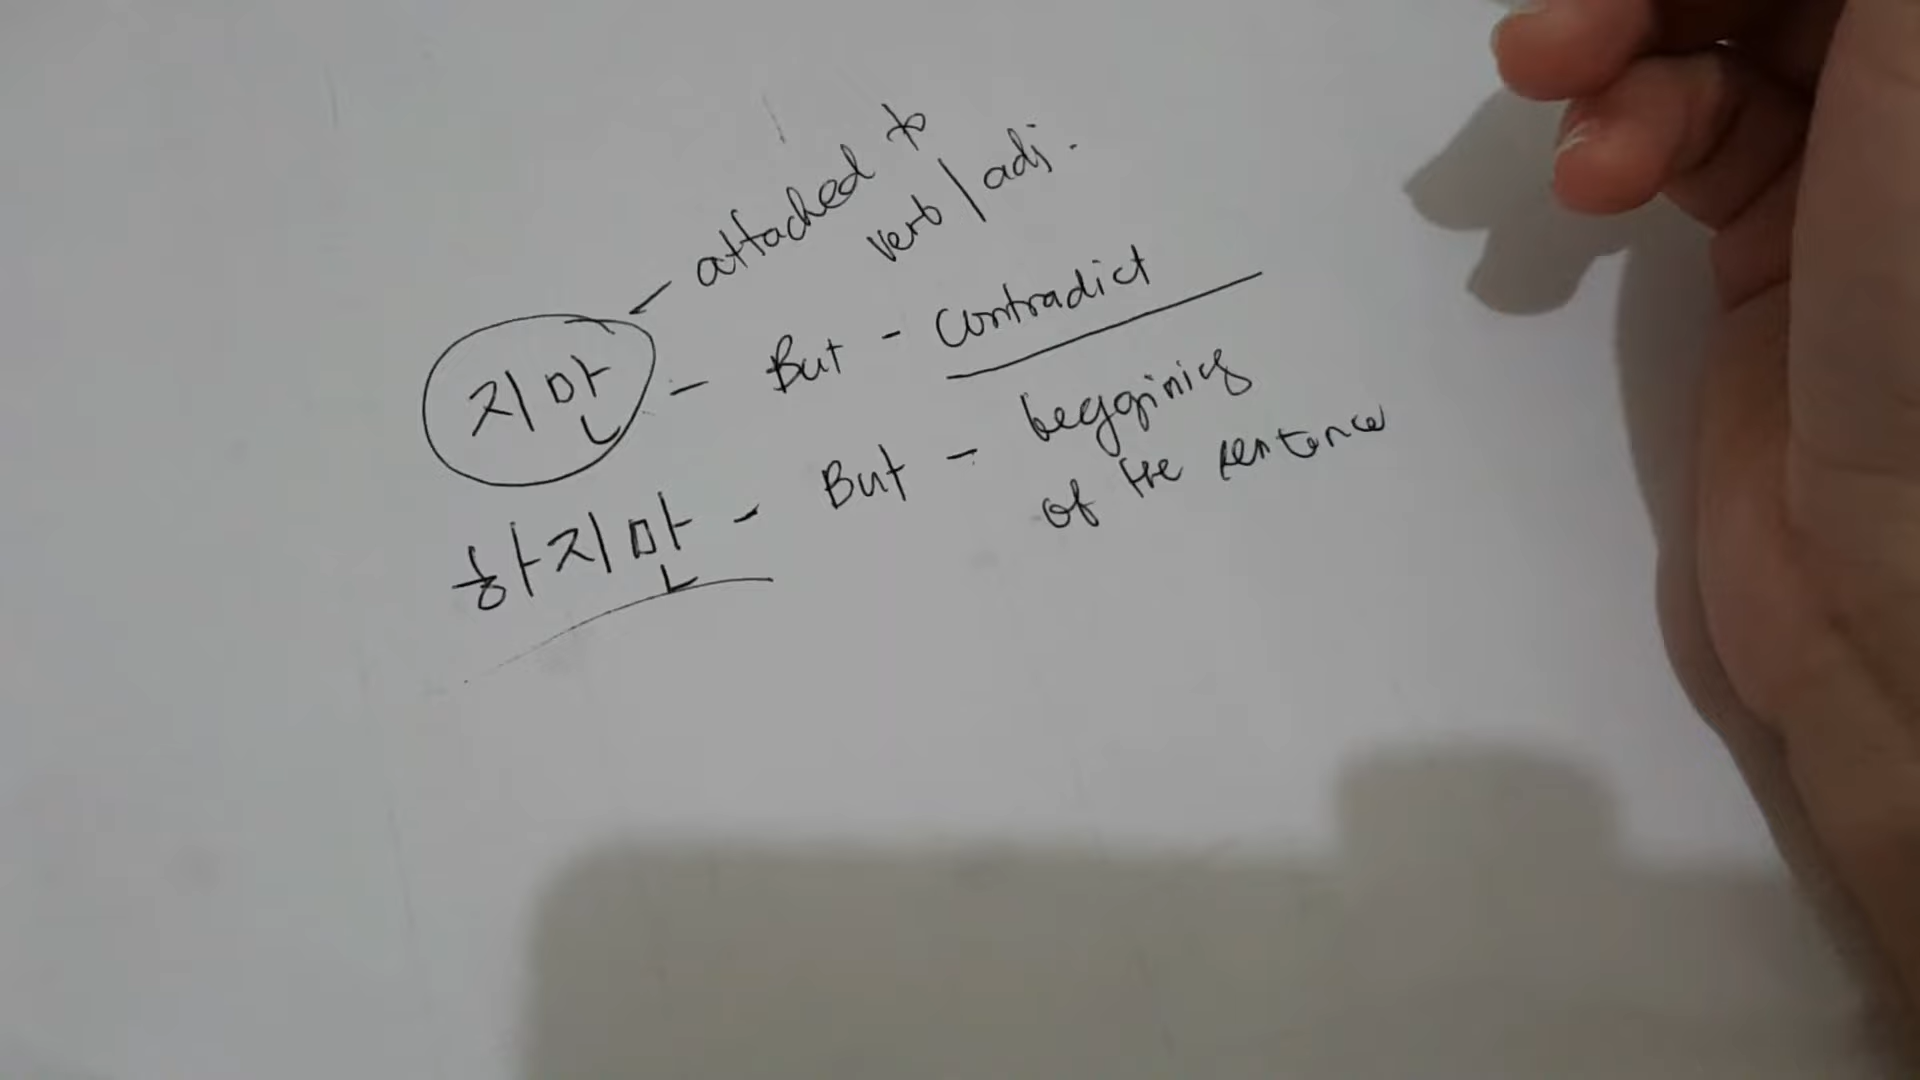 attached to
verb / adj.
지만 - But - Contradict
하지만 - But - beggining
of the sentence